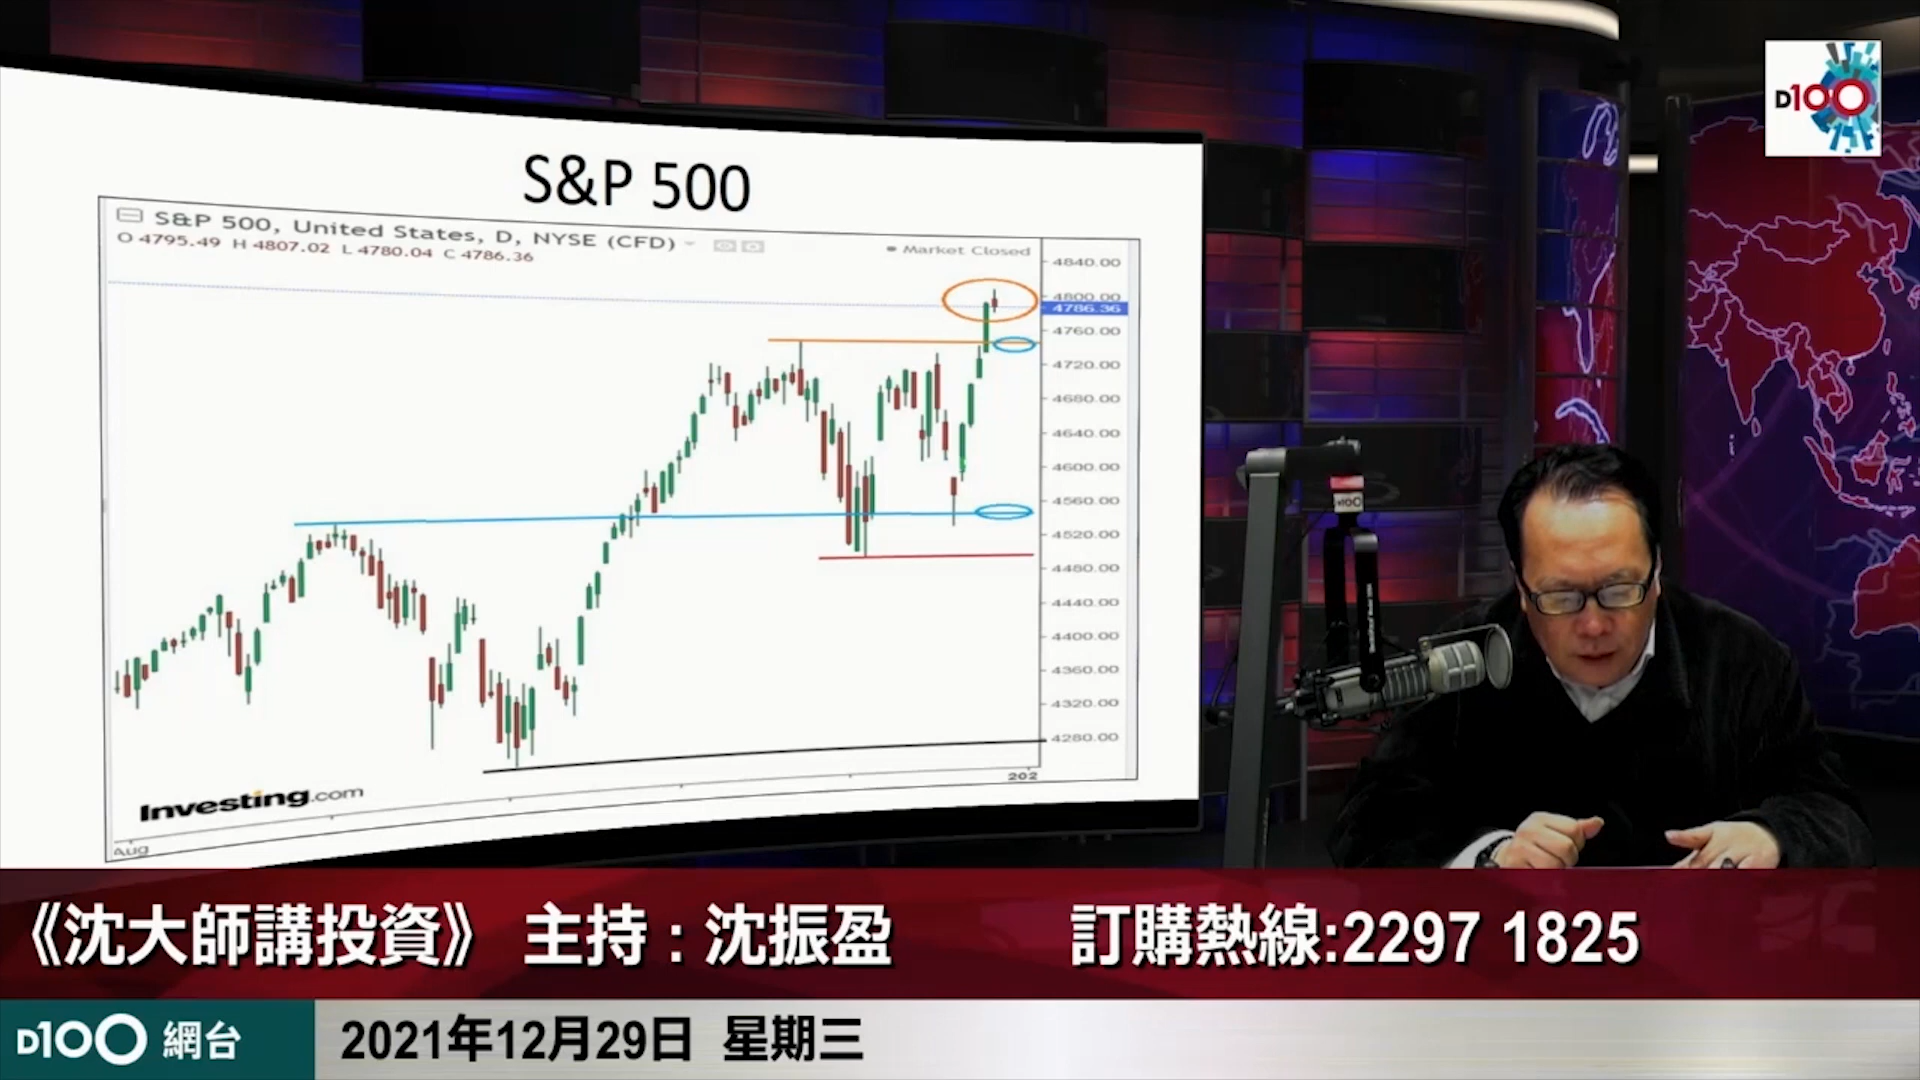 D100
S&P 500
S&P 500, United States, D, NYSE (CFD)
O 4795.49 H 4807.02 L 4780.04 C 4786.36
Market Closed
4840.00
4800.00
4786.36
4760.00
4720.00
4680.00
4640.00
4600.00
4560.00
4520.00
4480.00
4440.00
4400.00
4360.00
4320.00
4280.00
202
Investing.com
Aug
D100
《沈大師講投資》 主持 : 沈振盈 訂購熱線:2297 1825
D100 網台 2021年12月29日 星期三